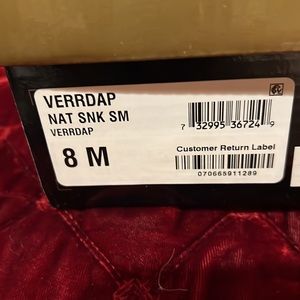 VERRDAP
NAT SNK SM
VERRDAP
8 M
7 32995 36724 9
Customer Return Label
070665911289